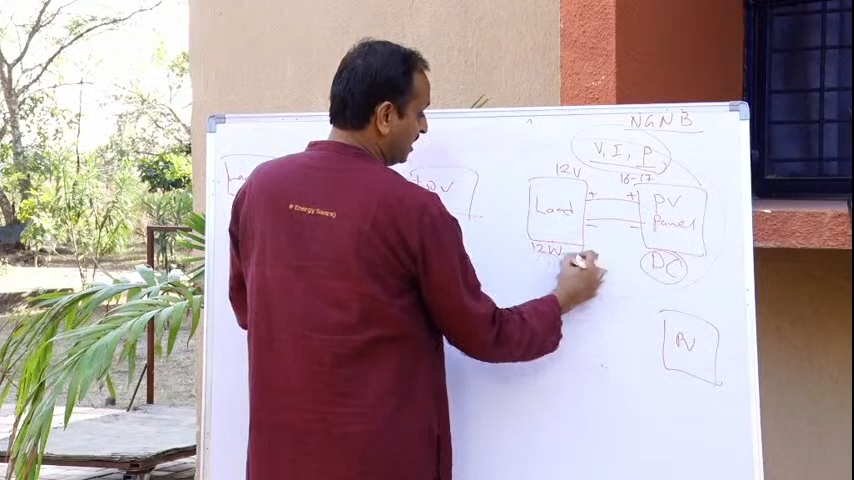 NGNB
V, I, P
12V
16-17
+ +
Load
PV
Panel
- -
12W
DC
PV
Energy Swaraj